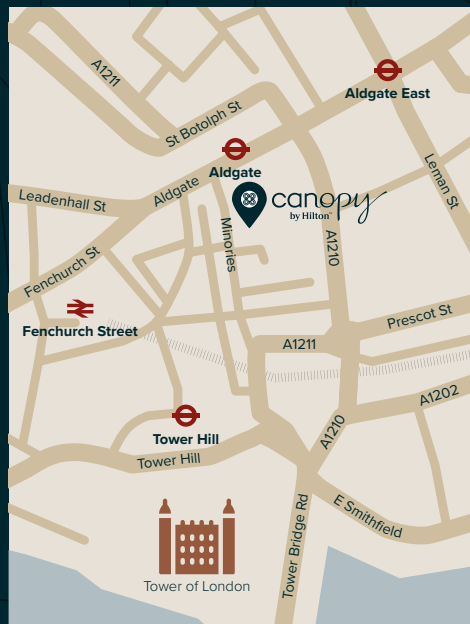 A1211
Aldgate East
St Botolph St
Aldgate
Leman St
Leadenhall St
Aldgate
canopy
by Hilton™
Minories
A1210
Fenchurch St
Fenchurch Street
Prescot St
A1211
A1202
Tower Hill
A1210
Tower Hill
E Smithfield
Tower Bridge Rd
Tower of London